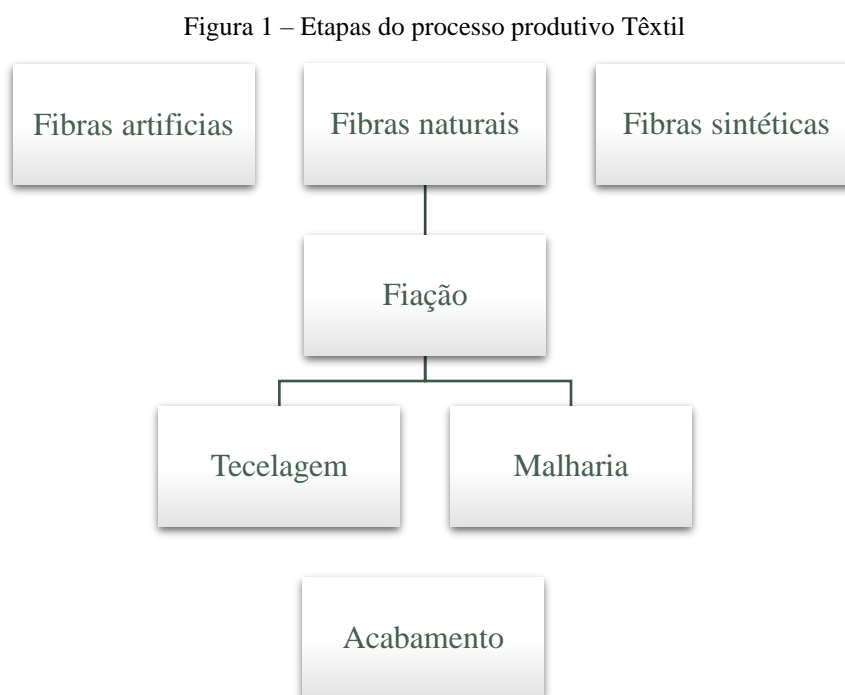 Figura 1 – Etapas do processo produtivo Têxtil
Fibras artificias
Fibras naturais
Fibras sintéticas
Fiação
Tecelagem
Malharia
Acabamento